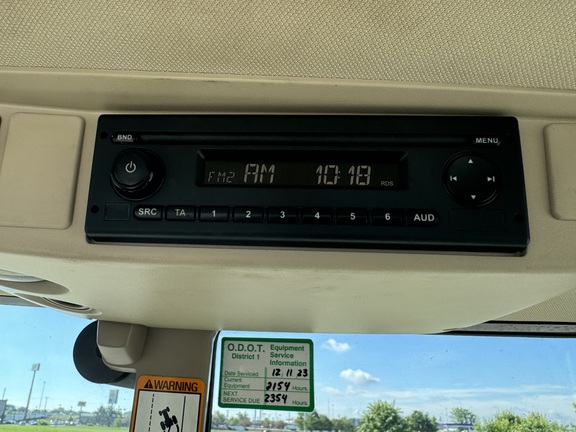 BND
MENU
FM2 AM 10:18 RDS
SRC TA 1 2 3 4 5 6 AUD
O.D.O.T.
District 1
Equipment
Service
Information
Date Serviced 12 11 23
Current
Equipment 2154 Hours
NEXT
SERVICE DUE 2354 Hours
WARNING